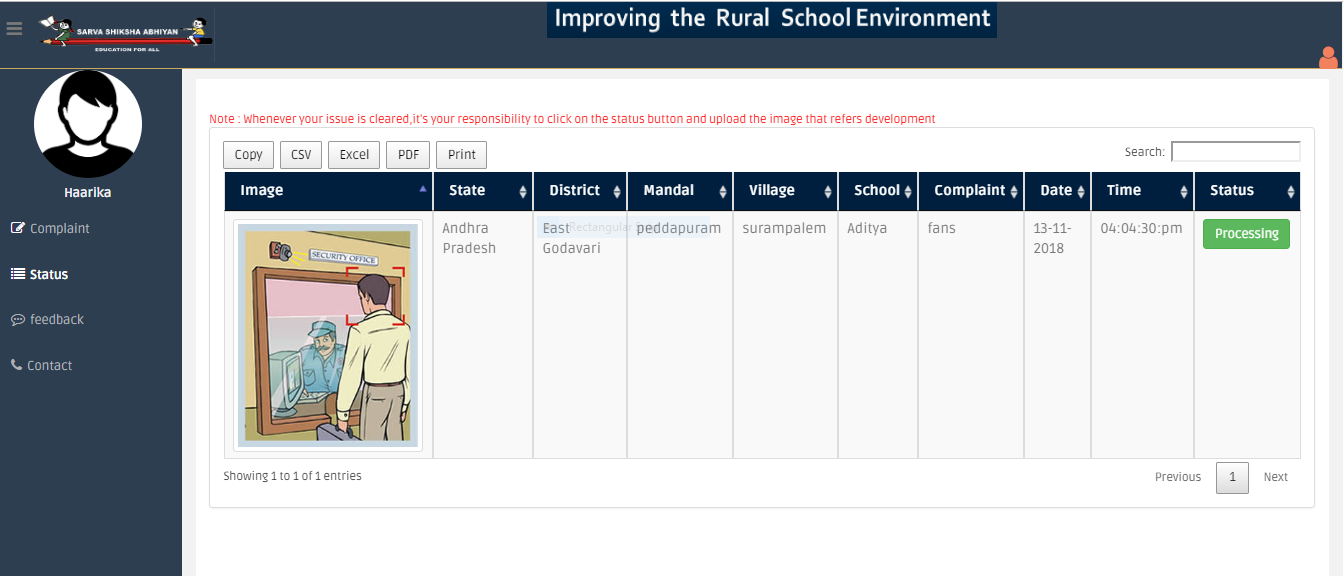 Improving the Rural School Environment
SARVA SHIKSHA ABHIYAN
EDUCATION FOR ALL
Haarika
Complaint
Status
feedback
Contact
Note : Whenever your issue is cleared,it's your responsibility to click on the status button and upload the image that refers development
Copy CSV Excel PDF Print Search:
Image State District Mandal Village School Complaint Date Time Status
SECURITY OFFICE
Andhra East peddapuram surampalem Aditya fans 13-11- 04:04:30:pm Processing
Pradesh Godavari 2018
Rectangular
Showing 1 to 1 of 1 entries Previous 1 Next